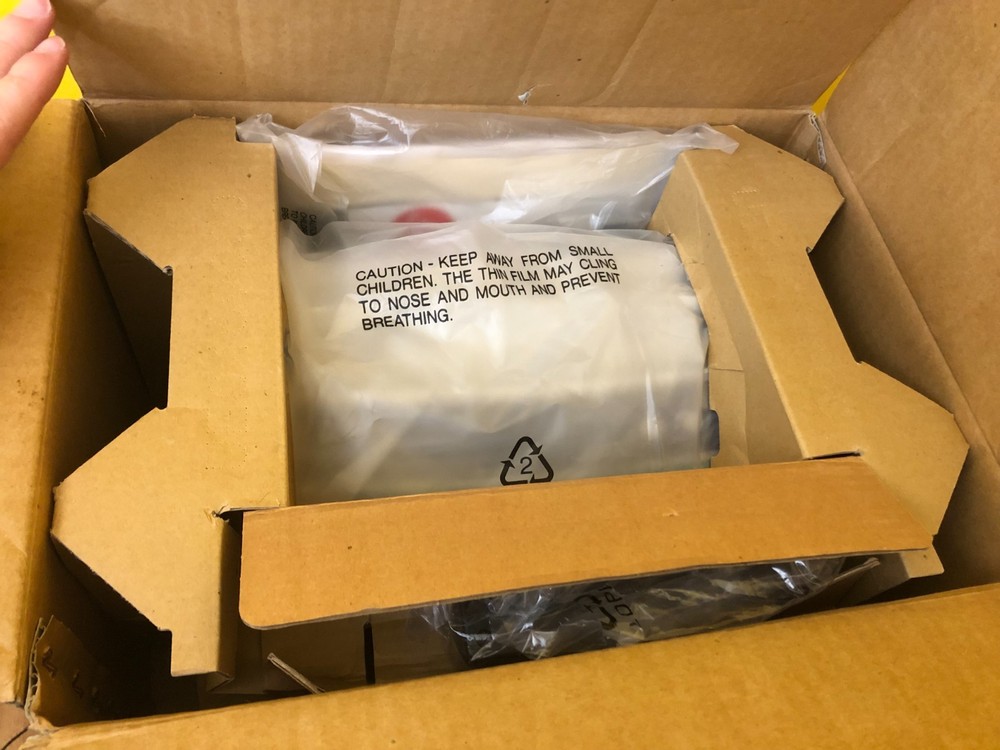 CAUTION - KEEP AWAY FROM SMALL
CHILDREN. THE THIN FILM MAY CLING
TO NOSE AND MOUTH AND PREVENT
BREATHING.
2